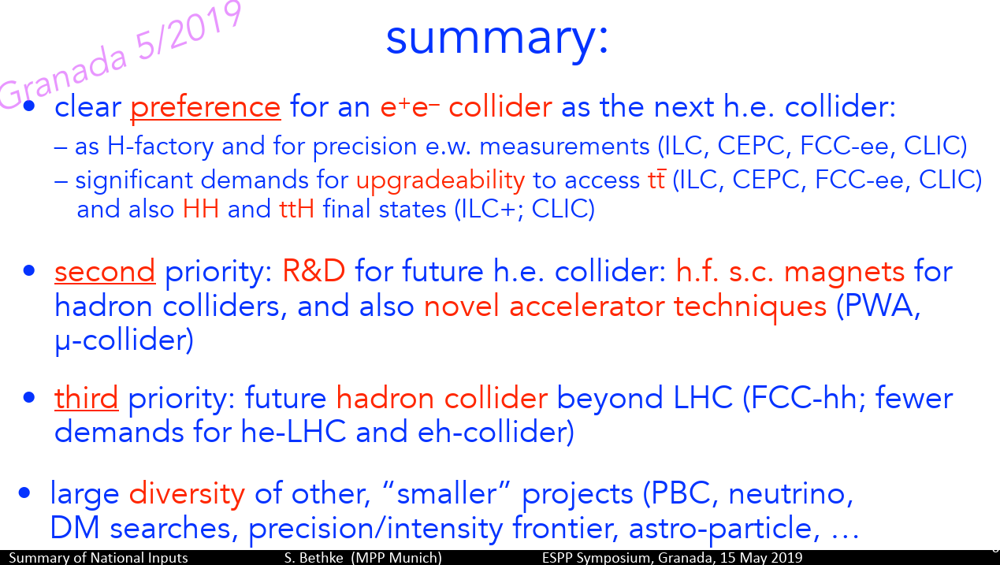 Granada 5/2019
summary:
• clear preference for an e⁺e⁻ collider as the next h.e. collider:
– as H-factory and for precision e.w. measurements (ILC, CEPC, FCC-ee, CLIC)
– significant demands for upgradeability to access tt̅ (ILC, CEPC, FCC-ee, CLIC)
and also HH and ttH final states (ILC+; CLIC)
• second priority: R&D for future h.e. collider: h.f. s.c. magnets for
hadron colliders, and also novel accelerator techniques (PWA,
µ-collider)
• third priority: future hadron collider beyond LHC (FCC-hh; fewer
demands for he-LHC and eh-collider)
• large diversity of other, “smaller” projects (PBC, neutrino,
DM searches, precision/intensity frontier, astro-particle, …
Summary of National Inputs S. Bethke (MPP Munich) ESPP Symposium, Granada, 15 May 2019